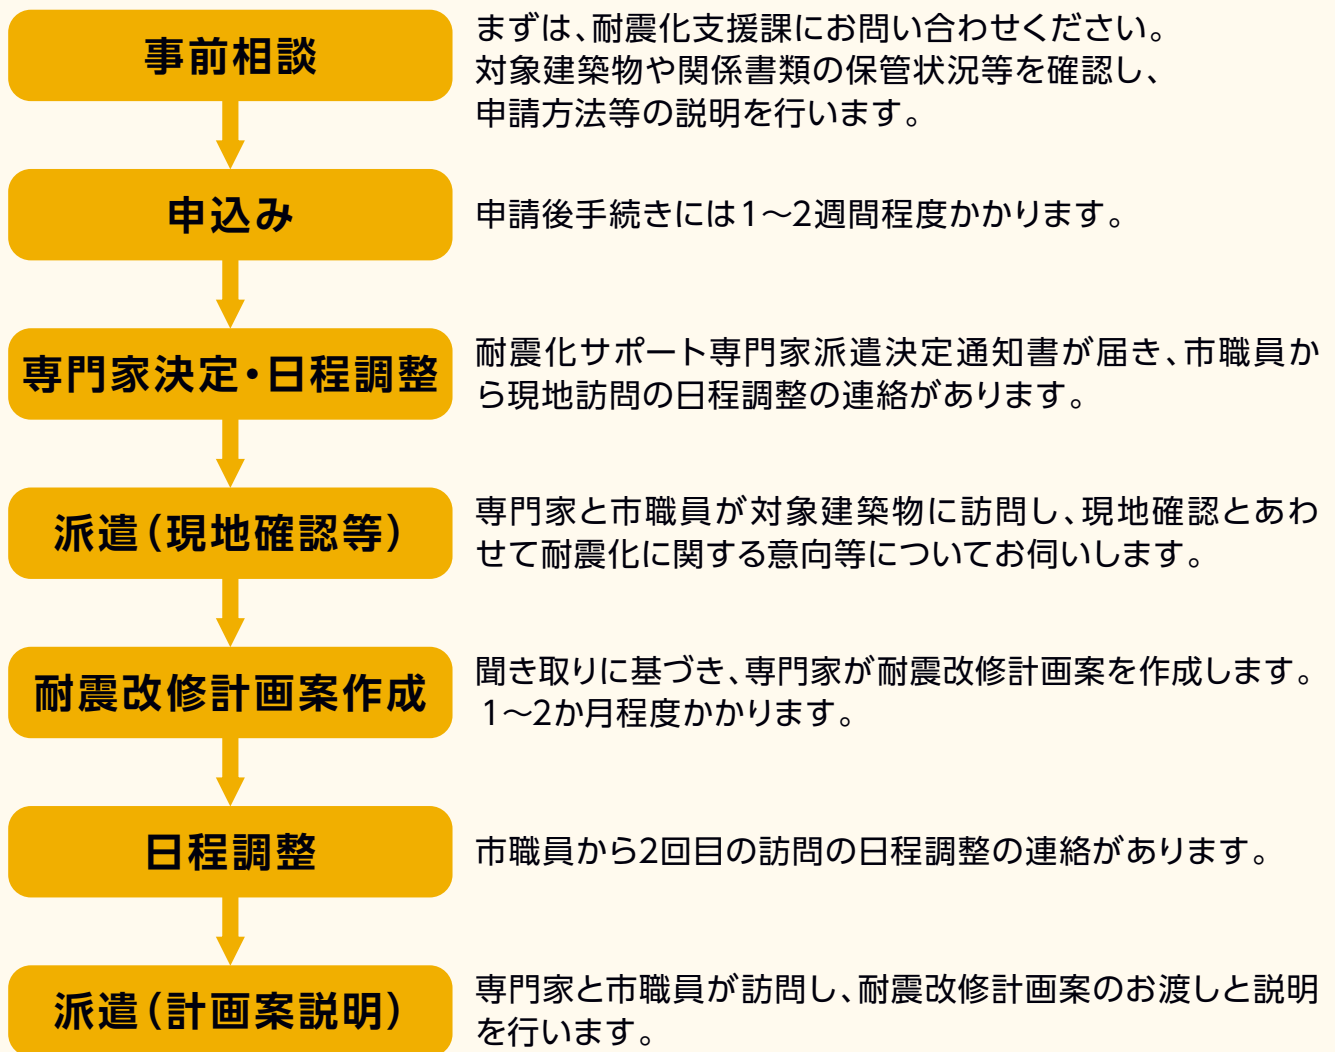 事前相談
まずは、耐震化支援課にお問い合わせください。
対象建築物や関係書類の保管状況等を確認し、
申請方法等の説明を行います。
申込み
申請後手続きには1～2週間程度かかります。
専門家決定・日程調整
耐震化サポート専門家派遣決定通知書が届き、市職員か
ら現地訪問の日程調整の連絡があります。
派遣(現地確認等)
専門家と市職員が対象建築物に訪問し、現地確認とあわ
せて耐震化に関する意向等についてお伺いします。
耐震改修計画案作成
聞き取りに基づき、専門家が耐震改修計画案を作成します。
1～2か月程度かかります。
日程調整
市職員から2回目の訪問の日程調整の連絡があります。
派遣(計画案説明)
専門家と市職員が訪問し、耐震改修計画案のお渡しと説明
を行います。